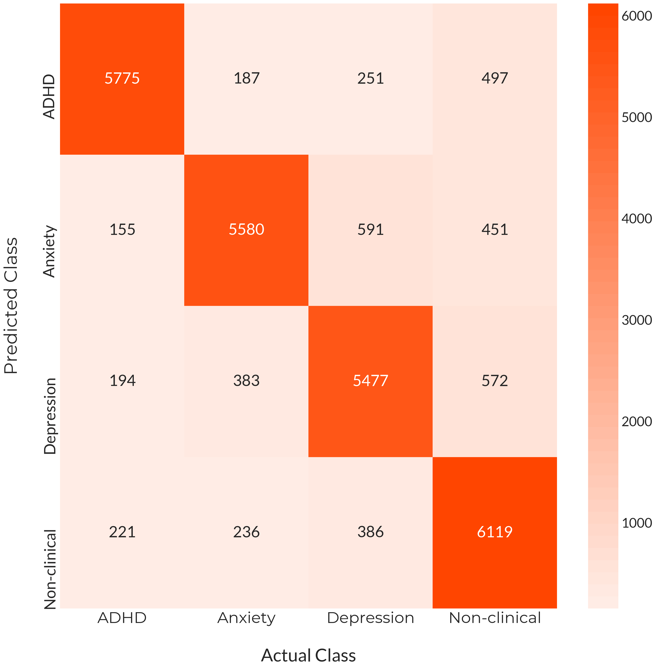 ADHD
5775 187 251 497
Anxiety
155 5580 591 451
Depression
194 383 5477 572
Non-clinical
221 236 386 6119
Predicted Class
ADHD Anxiety Depression Non-clinical
Actual Class
6000
5000
4000
3000
2000
1000